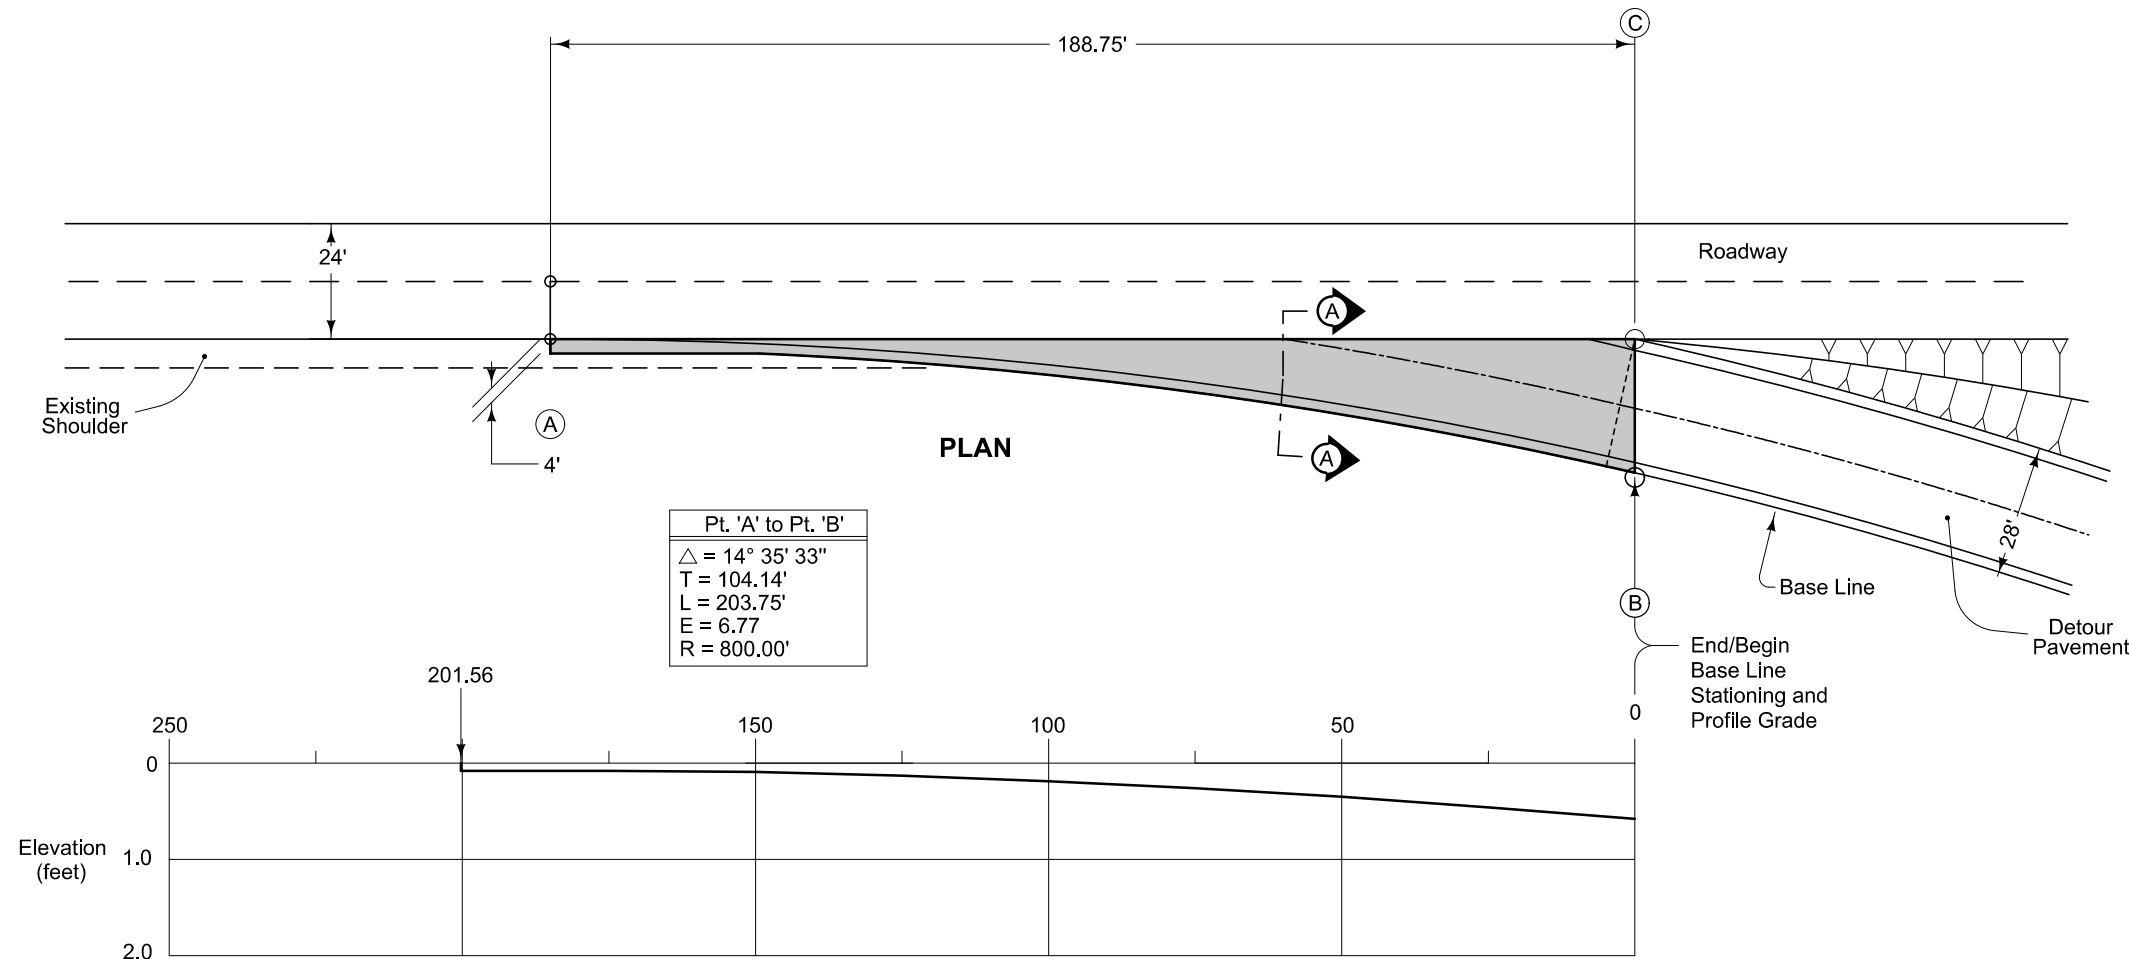 C
188.75'
24'
Roadway
A
Existing
Shoulder
A
4'
PLAN
A
28'
Pt. 'A' to Pt. 'B'
△ = 14° 35' 33"
T = 104.14'
L = 203.75'
E = 6.77
R = 800.00'
Base Line
B
Detour
Pavement
End/Begin
Base Line
Stationing and
Profile Grade
201.56
250
150
100
50
0
0
Elevation
(feet)
1.0
2.0